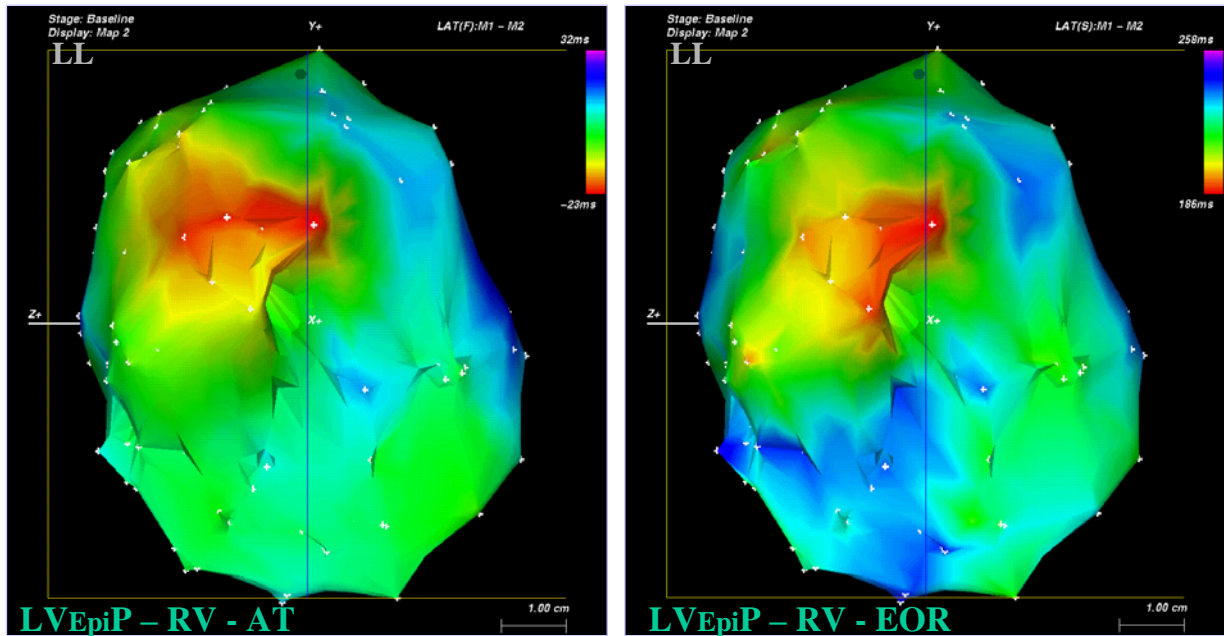 Stage: Baseline
Display: Map 2
LL
Y+
LAT(F):M1 – M2
32ms
–23ms
Z+
X+
LVEpiP – RV - AT
1.00 cm
Stage: Baseline
Display: Map 2
LL
Y+
LAT(S):M1 – M2
258ms
186ms
Z+
X+
LVEpiP – RV - EOR
1.00 cm